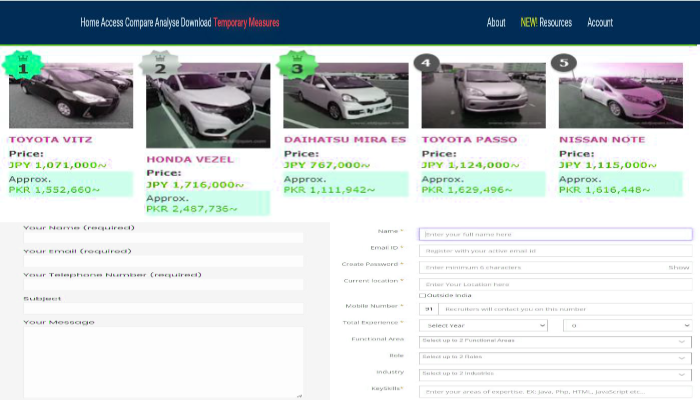 Home Access Compare Analyse Download Temporary Measures About NEW! Resources Account
1 2 3 4 5
TOYOTA VITZ
Price:
JPY 1,071,000~
Approx.
PKR 1,552,660~
HONDA VEZEL
Price:
JPY 1,716,000~
Approx.
PKR 2,487,736~
DAIHATSU MIRA ES
Price:
JPY 767,000~
Approx.
PKR 1,111,942~
TOYOTA PASSO
Price:
JPY 1,124,000~
Approx.
PKR 1,629,496~
NISSAN NOTE
Price:
JPY 1,115,000~
Approx.
PKR 1,616,448~
Your Name (required)
Your Email (required)
Your Telephone Number (required)
Subject
Your Message
Name * Enter your full name here
Email ID * Register with your active email id
Create Password * Enter minimum 6 characters Show
Current location * Enter Your Location here
Outside India
Mobile Number * 91 Recruiters will contact you on this number
Total Experience * Select Year 0
Functional Area Select up to 2 Functional Areas
Role Select up to 2 Roles
Industry Select up to 2 Industries
KeySkills* Enter your areas of expertise. EX: Java, Php, HTML, JavaScript etc...